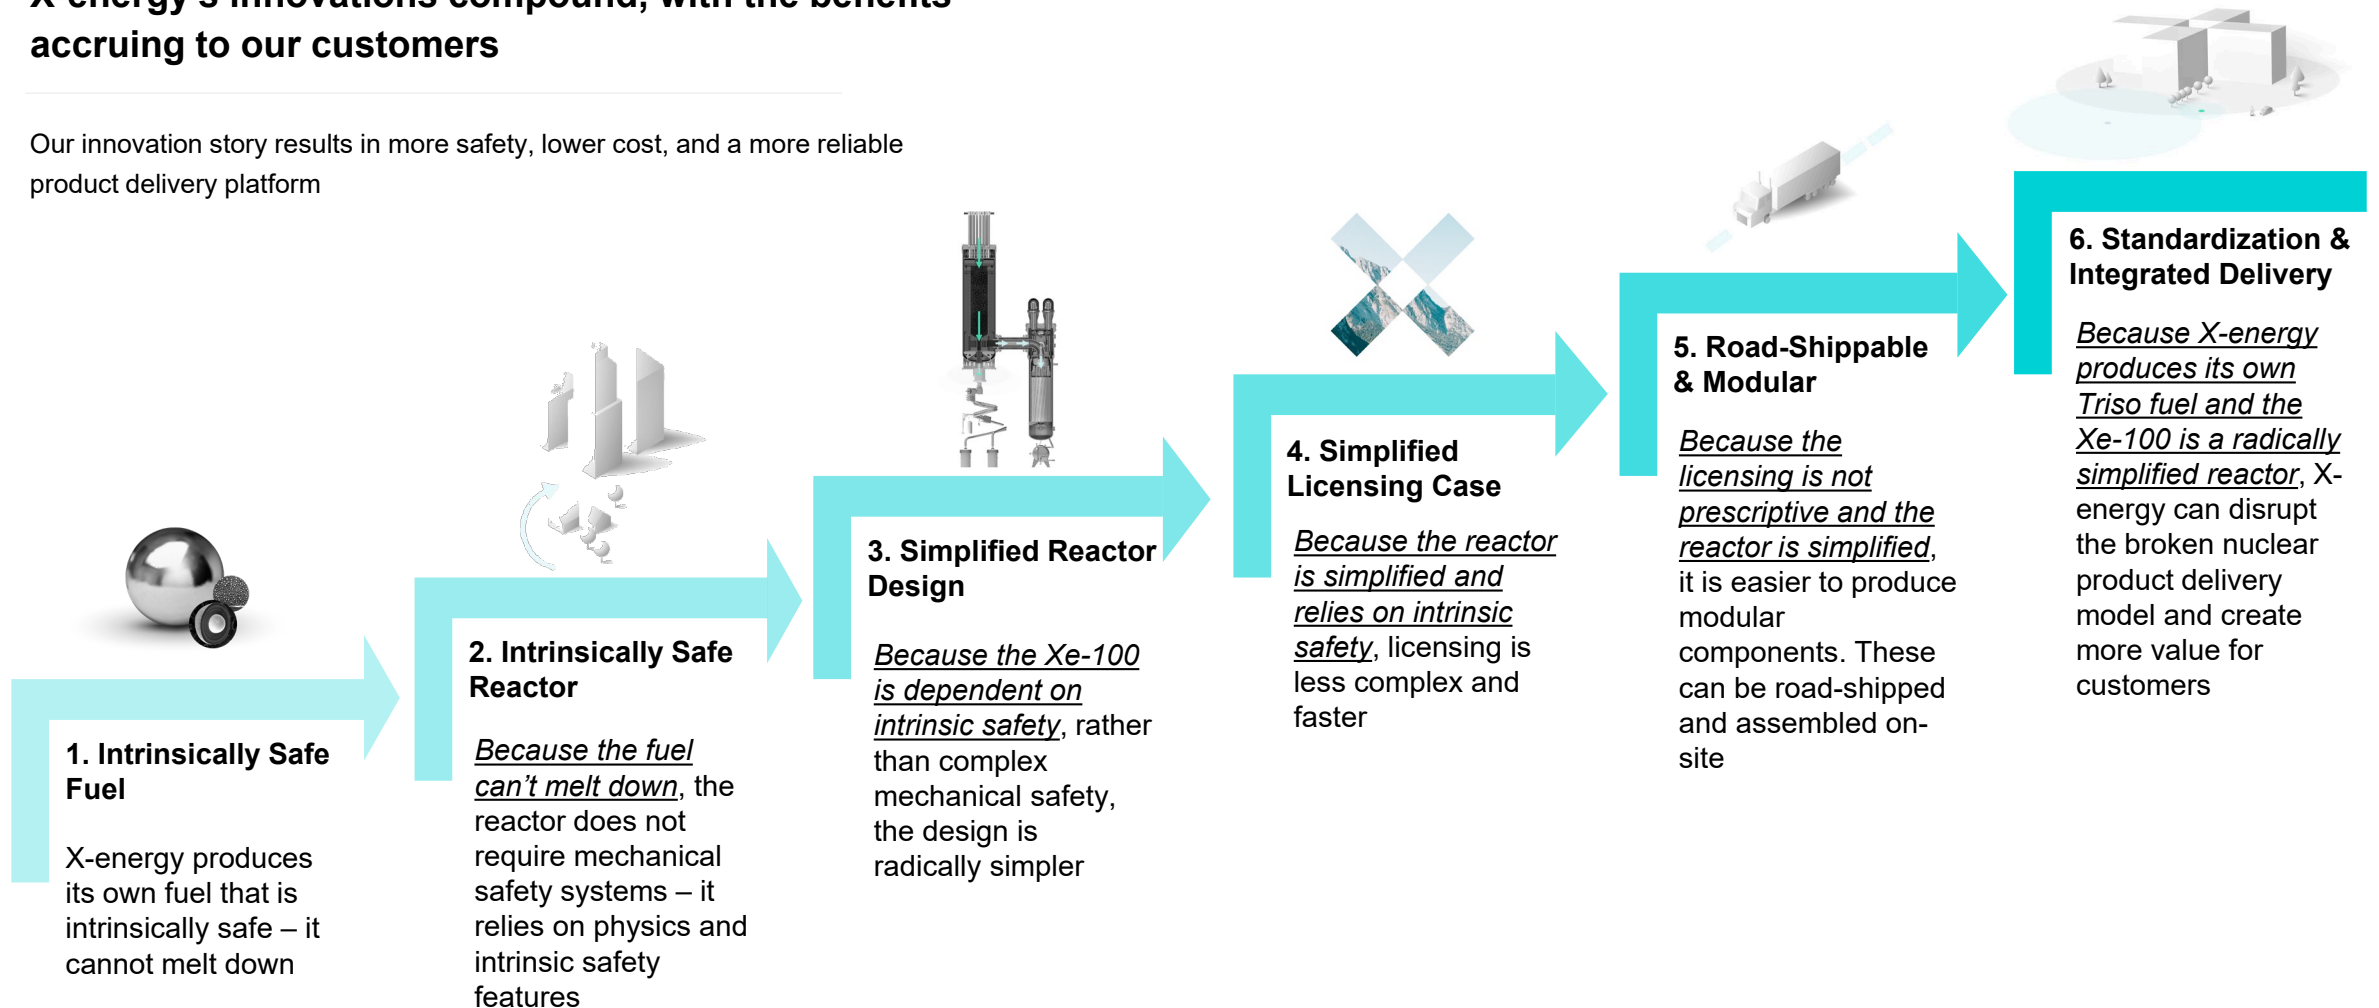 X-energy's innovations compound, with the benefits
accruing to our customers
Our innovation story results in more safety, lower cost, and a more reliable
product delivery platform
1. Intrinsically Safe
Fuel
X-energy produces
its own fuel that is
intrinsically safe – it
cannot melt down
2. Intrinsically Safe
Reactor
Because the fuel
can’t melt down, the
reactor does not
require mechanical
safety systems – it
relies on physics and
intrinsic safety
features
3. Simplified Reactor
Design
Because the Xe-100
is dependent on
intrinsic safety, rather
than complex
mechanical safety,
the design is
radically simpler
4. Simplified
Licensing Case
Because the reactor
is simplified and
relies on intrinsic
safety, licensing is
less complex and
faster
5. Road-Shippable
& Modular
Because the
licensing is not
prescriptive and the
reactor is simplified,
it is easier to produce
modular
components. These
can be road-shipped
and assembled on-
site
6. Standardization &
Integrated Delivery
Because X-energy
produces its own
Triso fuel and the
Xe-100 is a radically
simplified reactor, X-
energy can disrupt
the broken nuclear
product delivery
model and create
more value for
customers